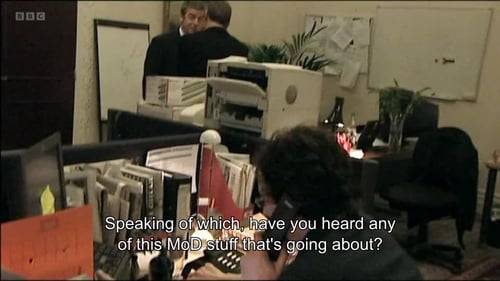 BBC
Speaking of which, have you heard any
of this MoD stuff that's going about?